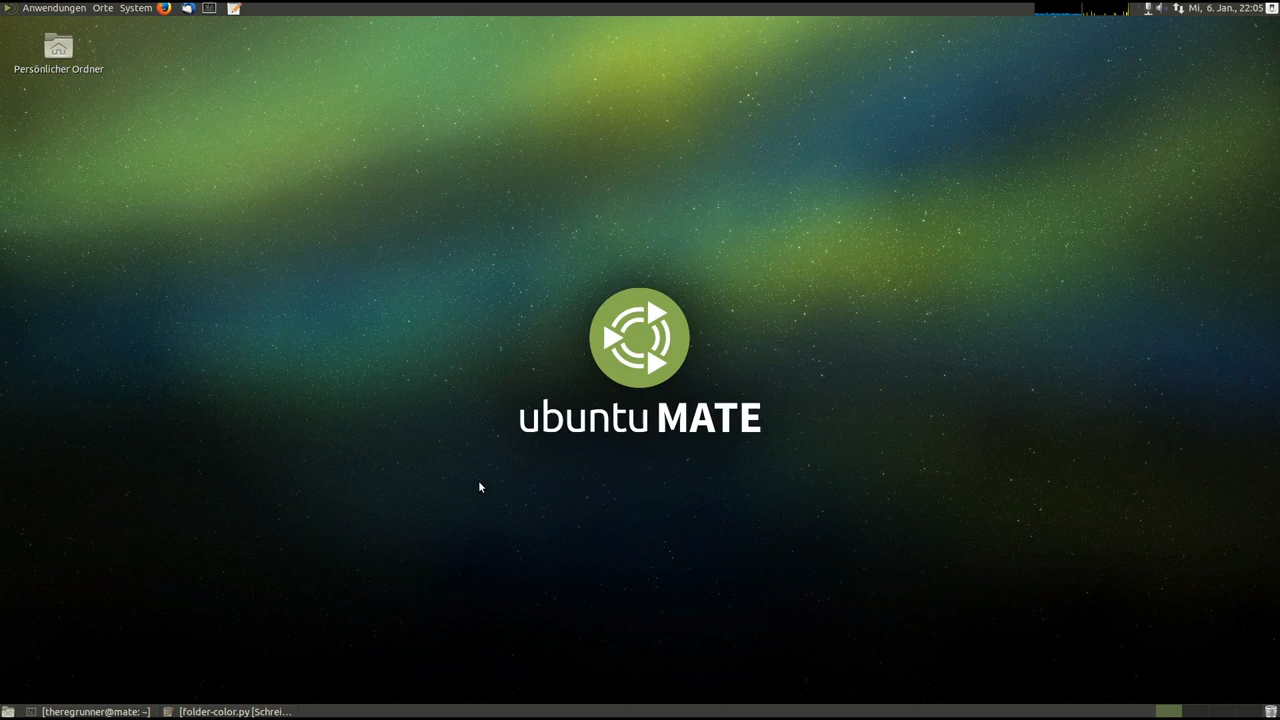 Anwendungen Orte System
Mi, 6. Jan., 22:05
Persönlicher Ordner
ubuntu MATE
[theregrunner@mate: ~]
[folder-color.py [Schrei...